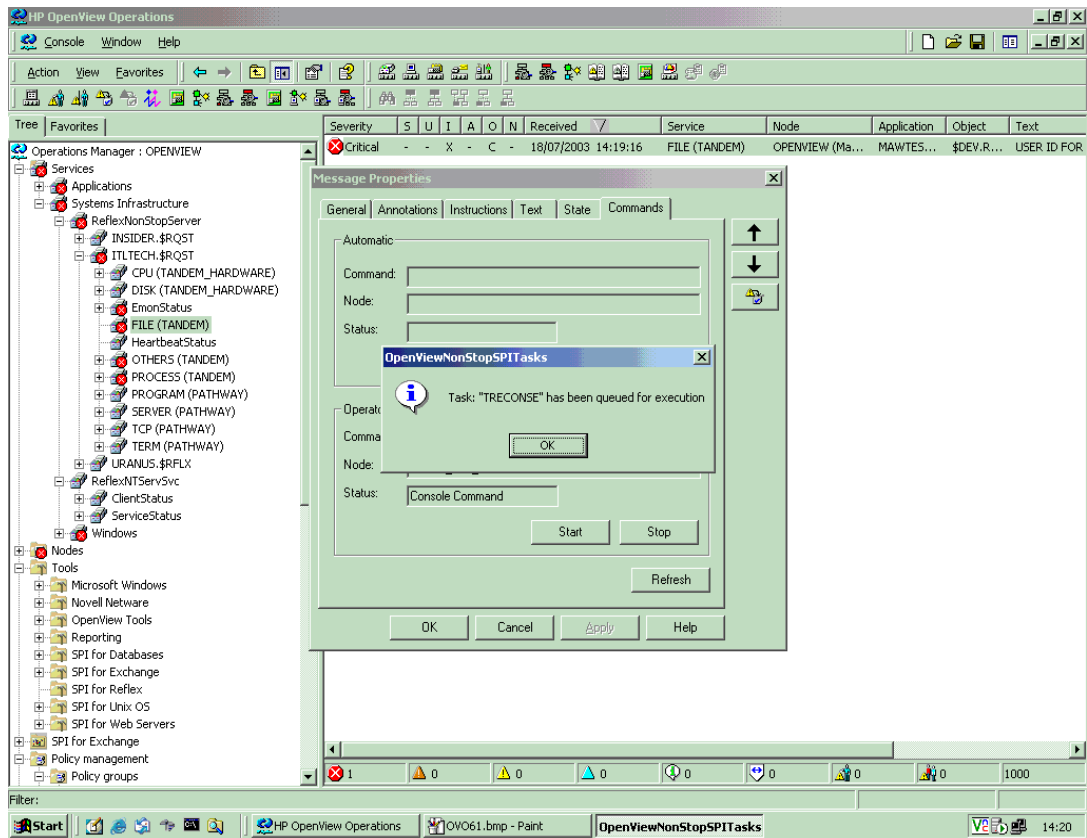 HP OpenView Operations
Console Window Help
Action View Favorites
Tree Favorites
Severity S U I A O N Received Service Node Application Object Text
Critical - - X - C - 18/07/2003 14:19:16 FILE (TANDEM) OPENVIEW (Ma... MAWTES... $DEV.R... USER ID FOR
Operations Manager : OPENVIEW
Services
Applications
Systems Infrastructure
ReflexNonStopServer
INSIDER.$RQST
ITLTECH.$RQST
CPU (TANDEM_HARDWARE)
DISK (TANDEM_HARDWARE)
EmonStatus
FILE (TANDEM)
HeartbeatStatus
OTHERS (TANDEM)
PROCESS (TANDEM)
PROGRAM (PATHWAY)
SERVER (PATHWAY)
TCP (PATHWAY)
TERM (PATHWAY)
URANUS.$RFLX
ReflexNTServSvc
ClientStatus
ServiceStatus
Windows
Nodes
Tools
Microsoft Windows
Novell Netware
OpenView Tools
Reporting
SPI for Databases
SPI for Exchange
SPI for Reflex
SPI for Unix OS
SPI for Web Servers
SPI for Exchange
Policy management
Policy groups
Message Properties
General Annotations Instructions Text State Commands
Automatic
Command:
Node:
Status:
OpenViewNonStopSPITasks
Task: "TRECONSE" has been queued for execution
OK
Operato
Comma
Node:
Status: Console Command
Start Stop
Refresh
OK Cancel Apply Help
1 0 0 0 0 0 0 0 1000
Filter:
Start HP OpenView Operations OVO61.bmp - Paint OpenViewNonStopSPITasks 14:20